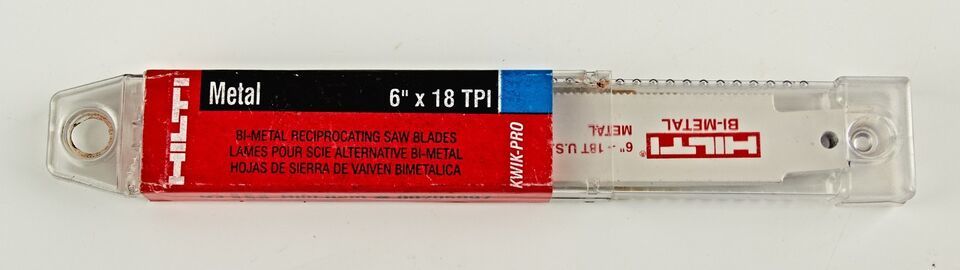 HILTI
Metal
6" x 18 TPI
BI-METAL RECIPROCATING SAW BLADES
LAMES POUR SCIE ALTERNATIVE BI-METAL
HOJAS DE SIERRA DE VAIVEN BIMETALICA
KWIK-PRO
HILTI
BI-METAL
6" - 18T U.S.
METAL